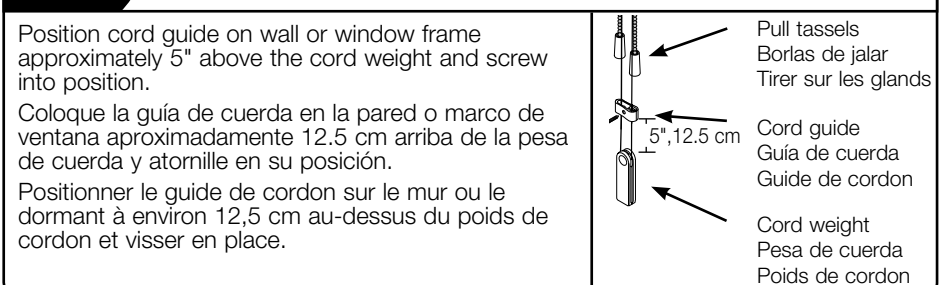 Position cord guide on wall or window frame
approximately 5" above the cord weight and screw
into position.
Coloque la guía de cuerda en la pared o marco de
ventana aproximadamente 12.5 cm arriba de la pesa
de cuerda y atornille en su posición.
Positionner le guide de cordon sur le mur ou le
dormant à environ 12,5 cm au-dessus du poids de
cordon et visser en place.
Pull tassels
Borlas de jalar
Tirer sur les glands
5",12.5 cm
Cord guide
Guía de cuerda
Guide de cordon
Cord weight
Pesa de cuerda
Poids de cordon